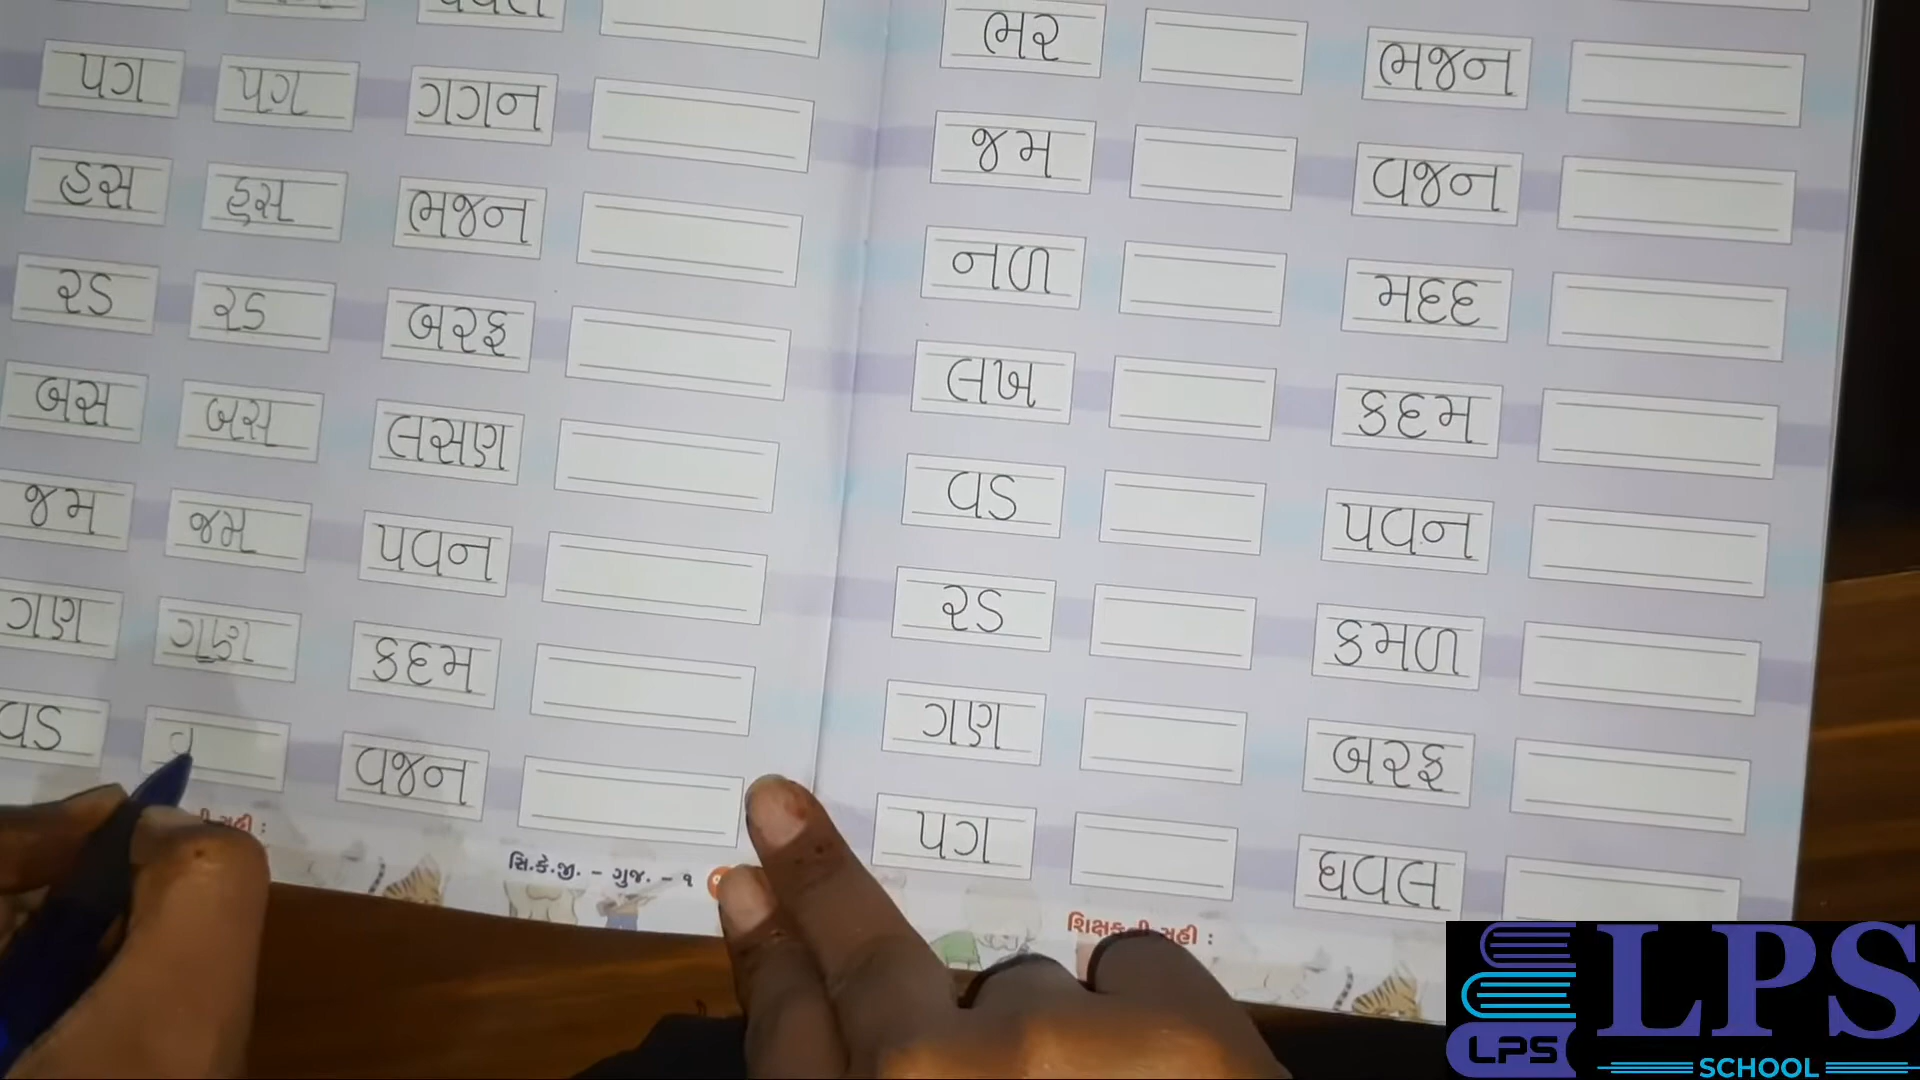 પગ પગ ગગન
હસ હસ ભજન
રડ રડ બરફ
બસ બસ લસણ
જમ જમ પવન
ગણ ગણ કદમ
વડ વ વજન
સિ.કે.જી. - ગુજ. - ૧
ભર ભજન
જમ વજન
નળ મદદ
લખ કદમ
વડ પવન
રડ કમળ
ગણ બરફ
પગ ધવલ
શિક્ષકની સહી :
LPS
LPS
SCHOOL